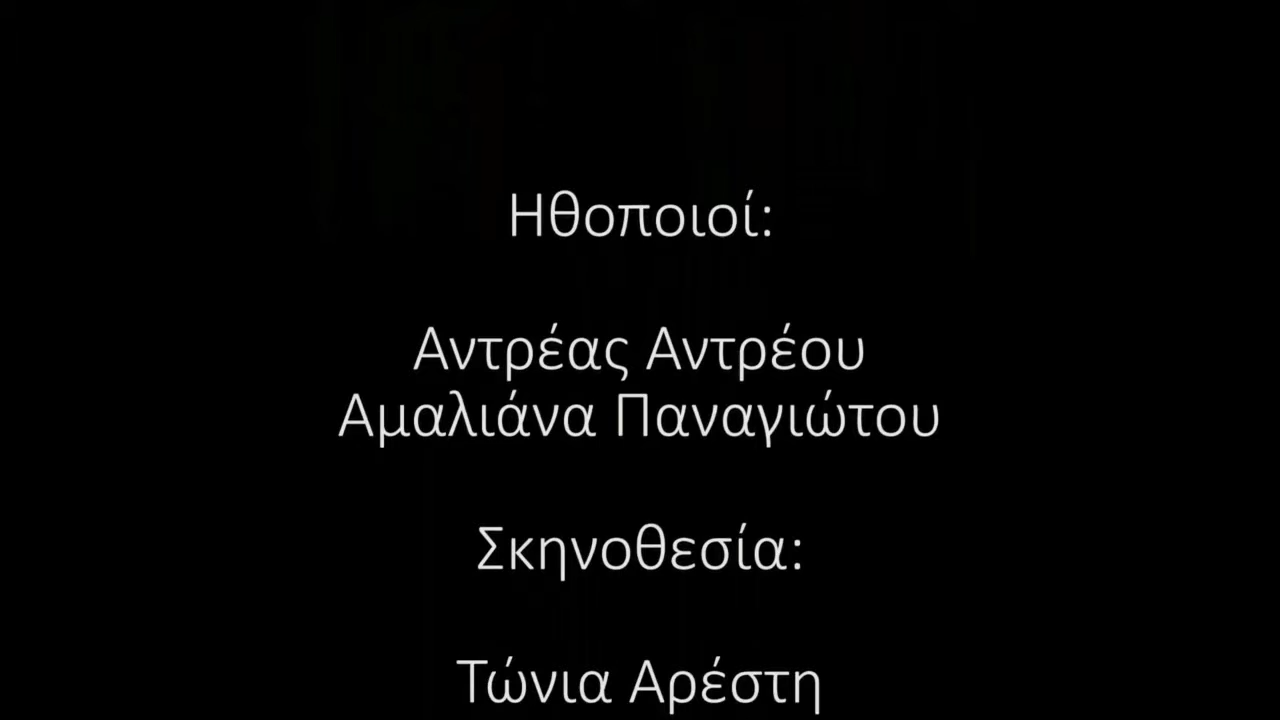 Ηθοποιοί:
Αντρέας Αντρέου
Αμαλιάνα Παναγιώτου
Σκηνοθεσία:
Τώνια Αρέστη